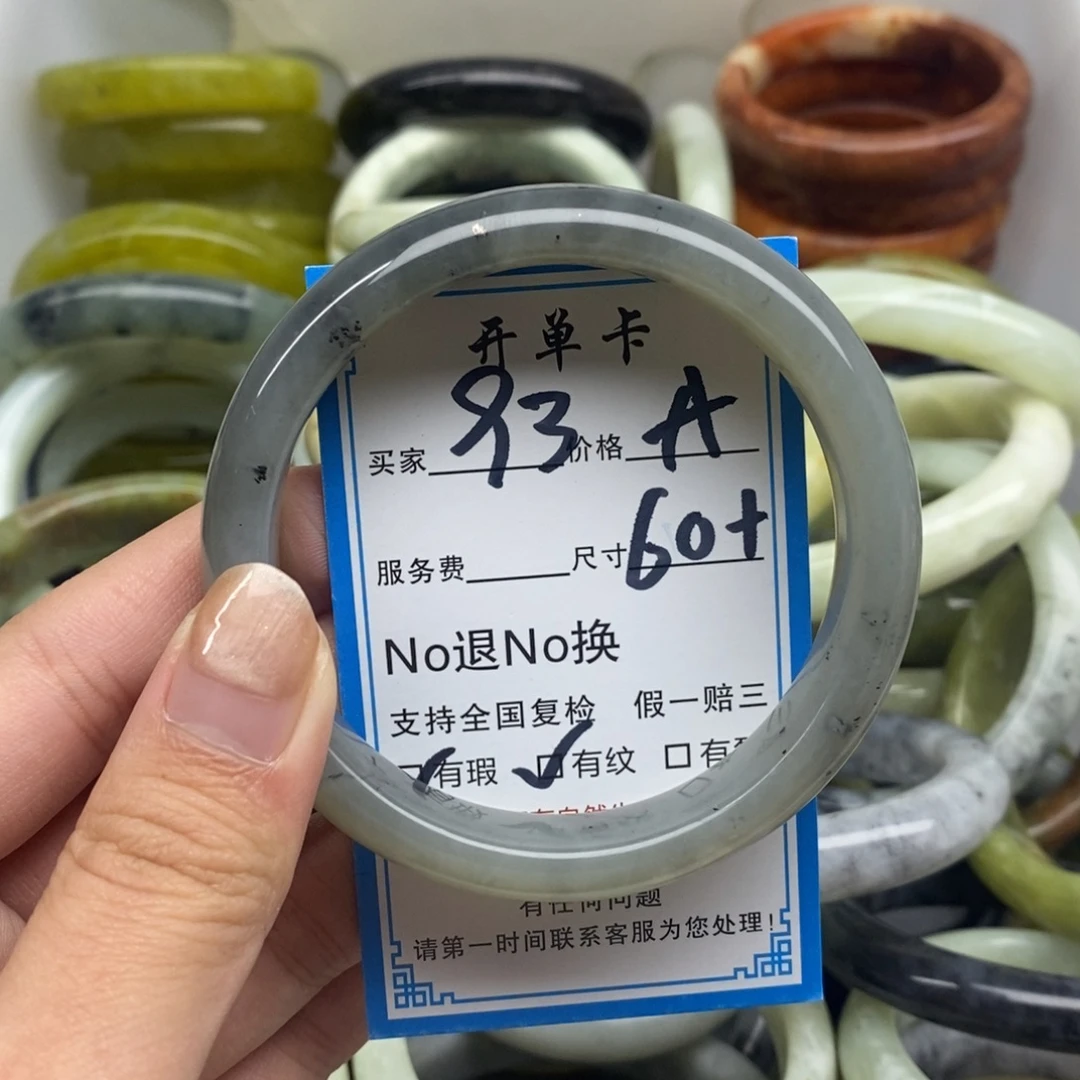 开单卡
买家 93 价格 A
服务费 尺寸 60+
No退No换
支持全国复检 假一赔三
有瑕 有纹 有
有任何问题
请第一时间联系客服为您处理!